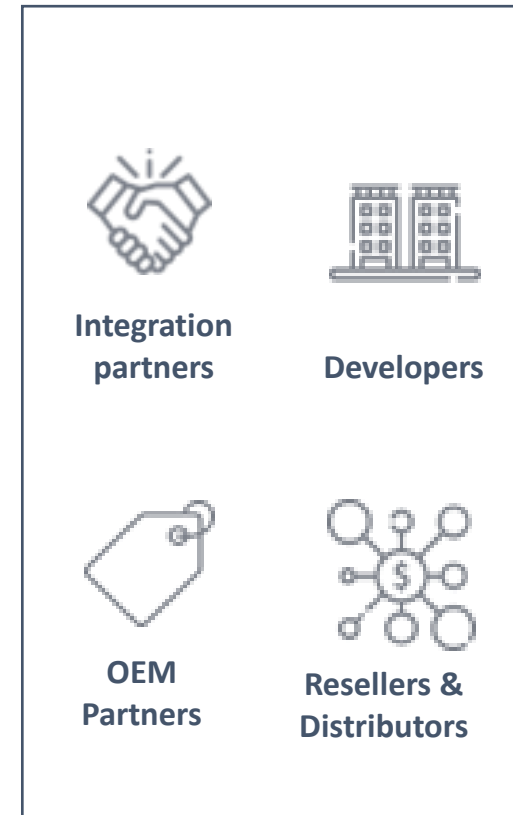 Integration
partners
Developers
OEM
Partners
Resellers &
Distributors
$